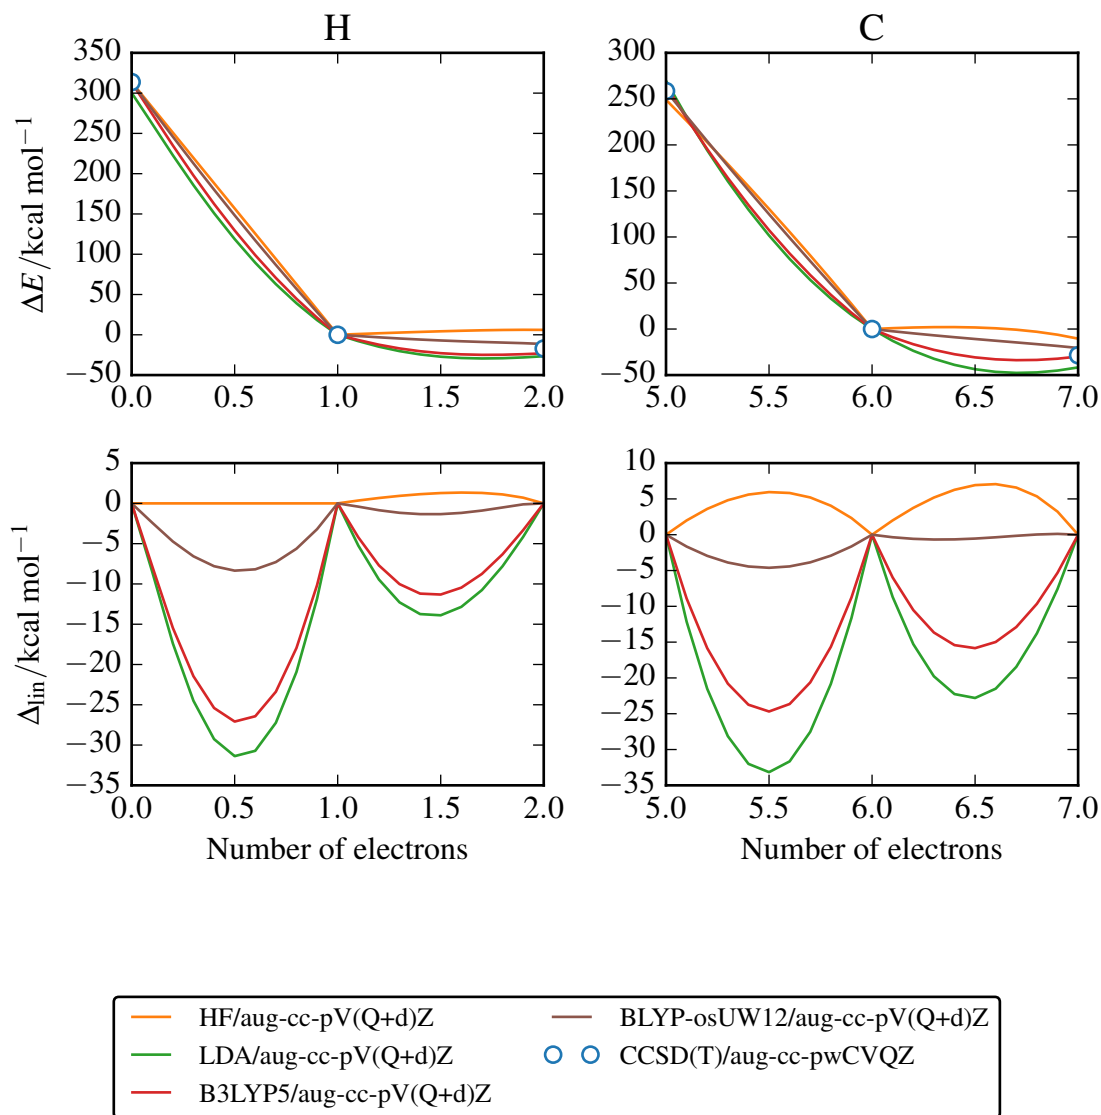 H
C
350
300
250
200
150
100
50
0
−50
300
250
200
150
100
50
0
−50
ΔE/kcal mol−1
0.0 0.5 1.0 1.5 2.0
5.0 5.5 6.0 6.5 7.0
5
0
−5
−10
−15
−20
−25
−30
−35
10
5
0
−5
−10
−15
−20
−25
−30
−35
Δlin/kcal mol−1
0.0 0.5 1.0 1.5 2.0
5.0 5.5 6.0 6.5 7.0
Number of electrons
Number of electrons
HF/aug-cc-pV(Q+d)Z
LDA/aug-cc-pV(Q+d)Z
B3LYP5/aug-cc-pV(Q+d)Z
BLYP-osUW12/aug-cc-pV(Q+d)Z
CCSD(T)/aug-cc-pwCVQZ